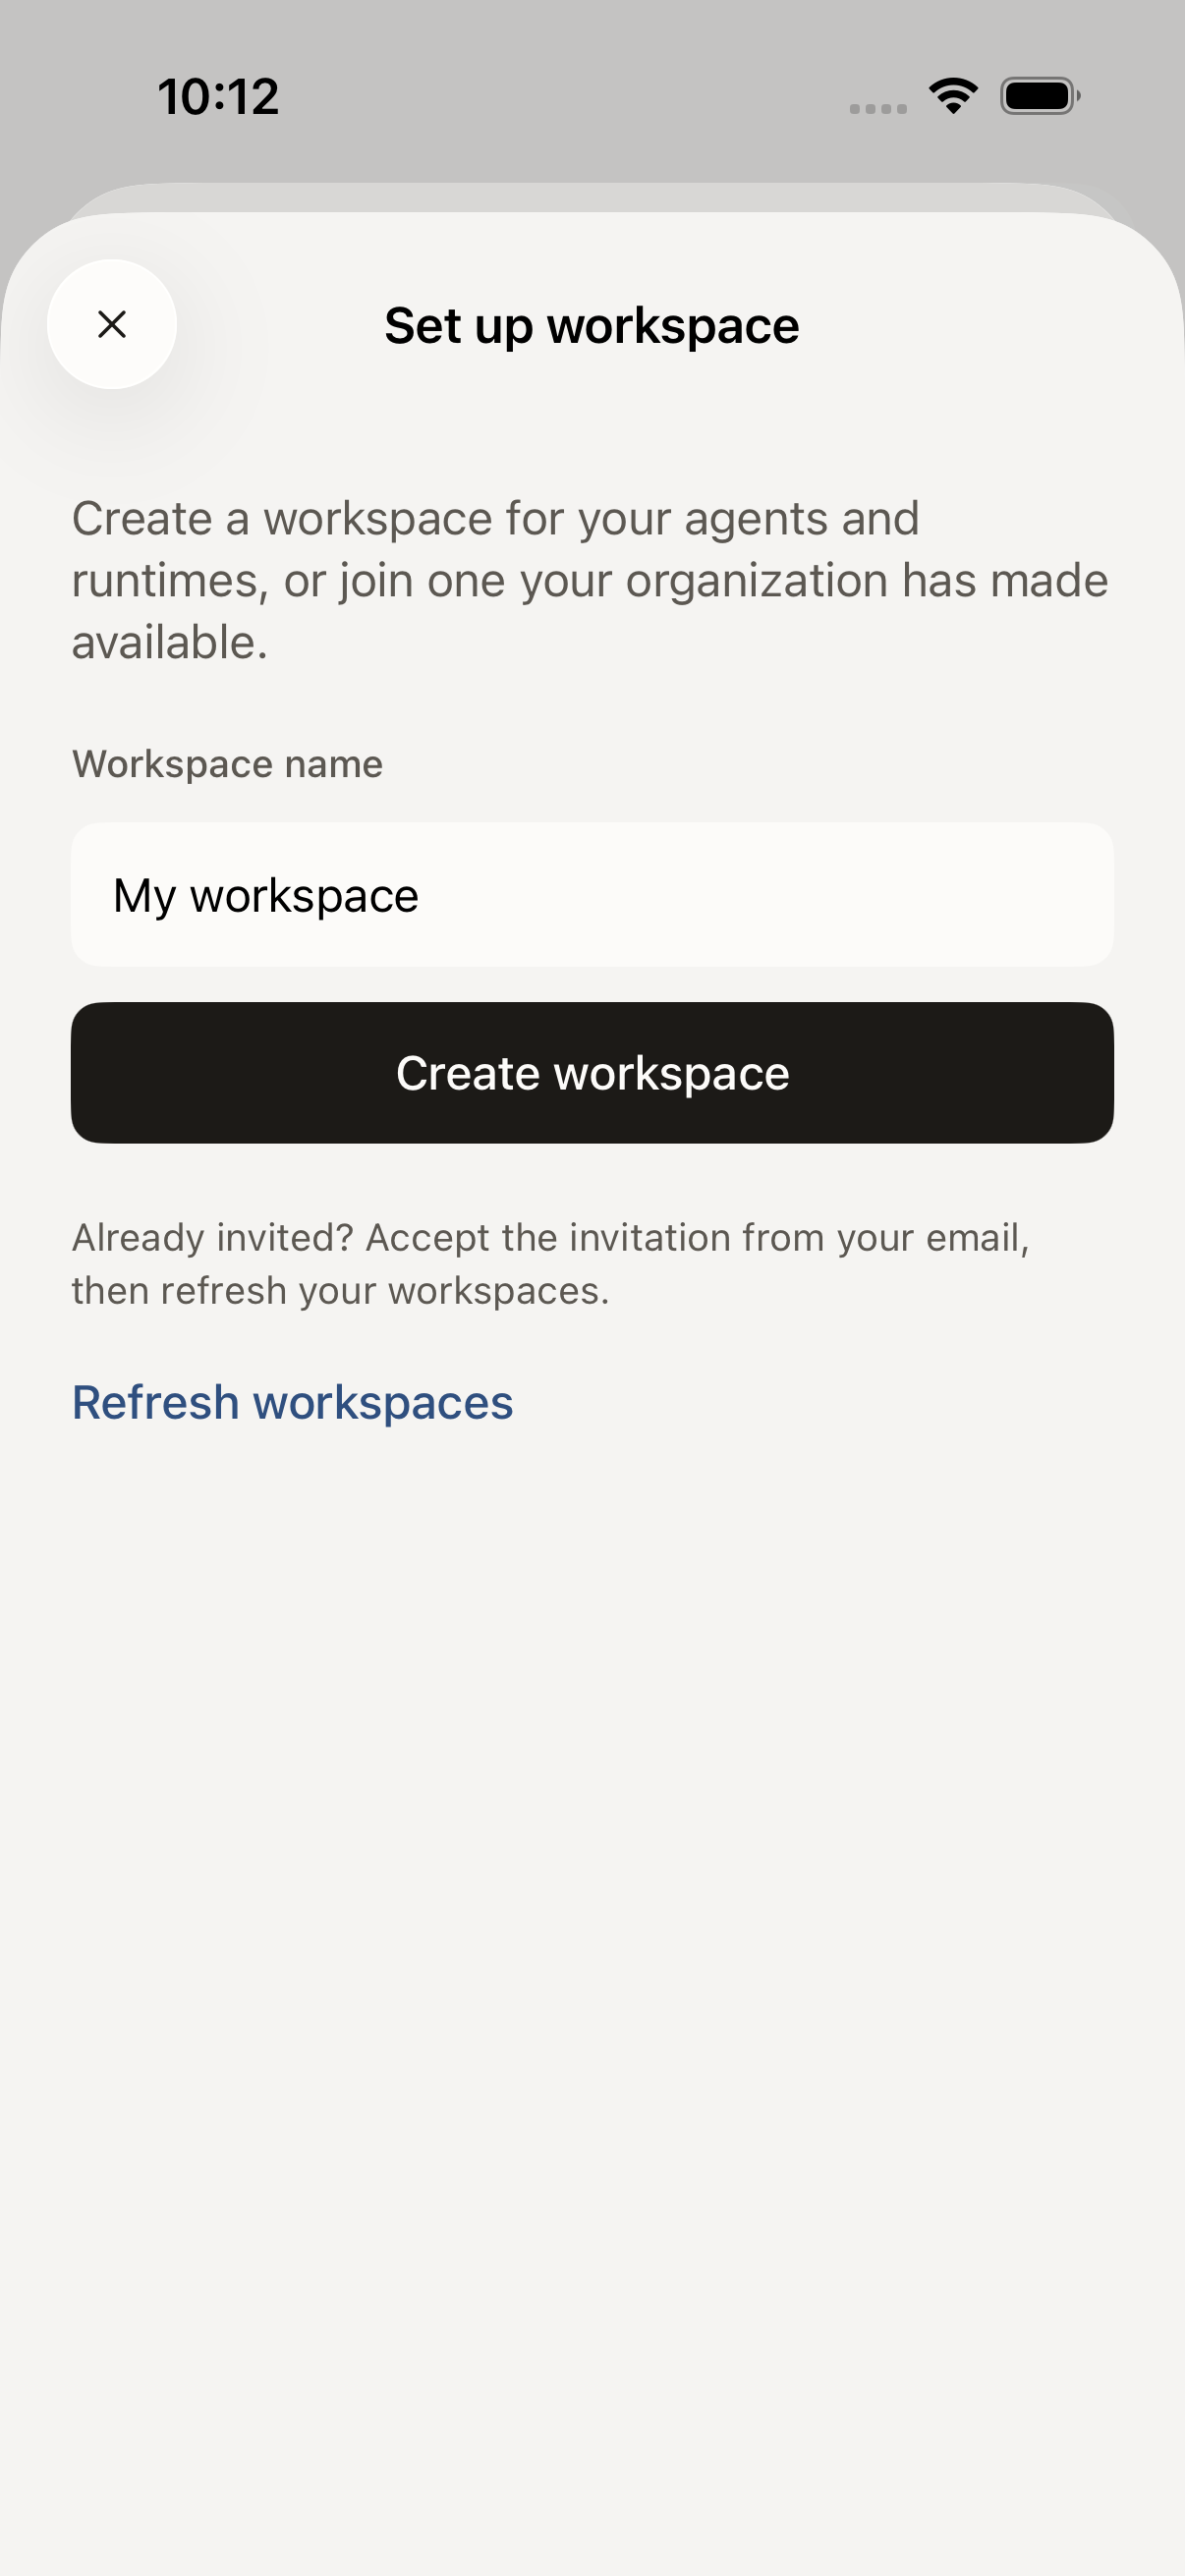 10:12
Set up workspace
Create a workspace for your agents and
runtimes, or join one your organization has made
available.
Workspace name
My workspace
Create workspace
Already invited? Accept the invitation from your email,
then refresh your workspaces.
Refresh workspaces